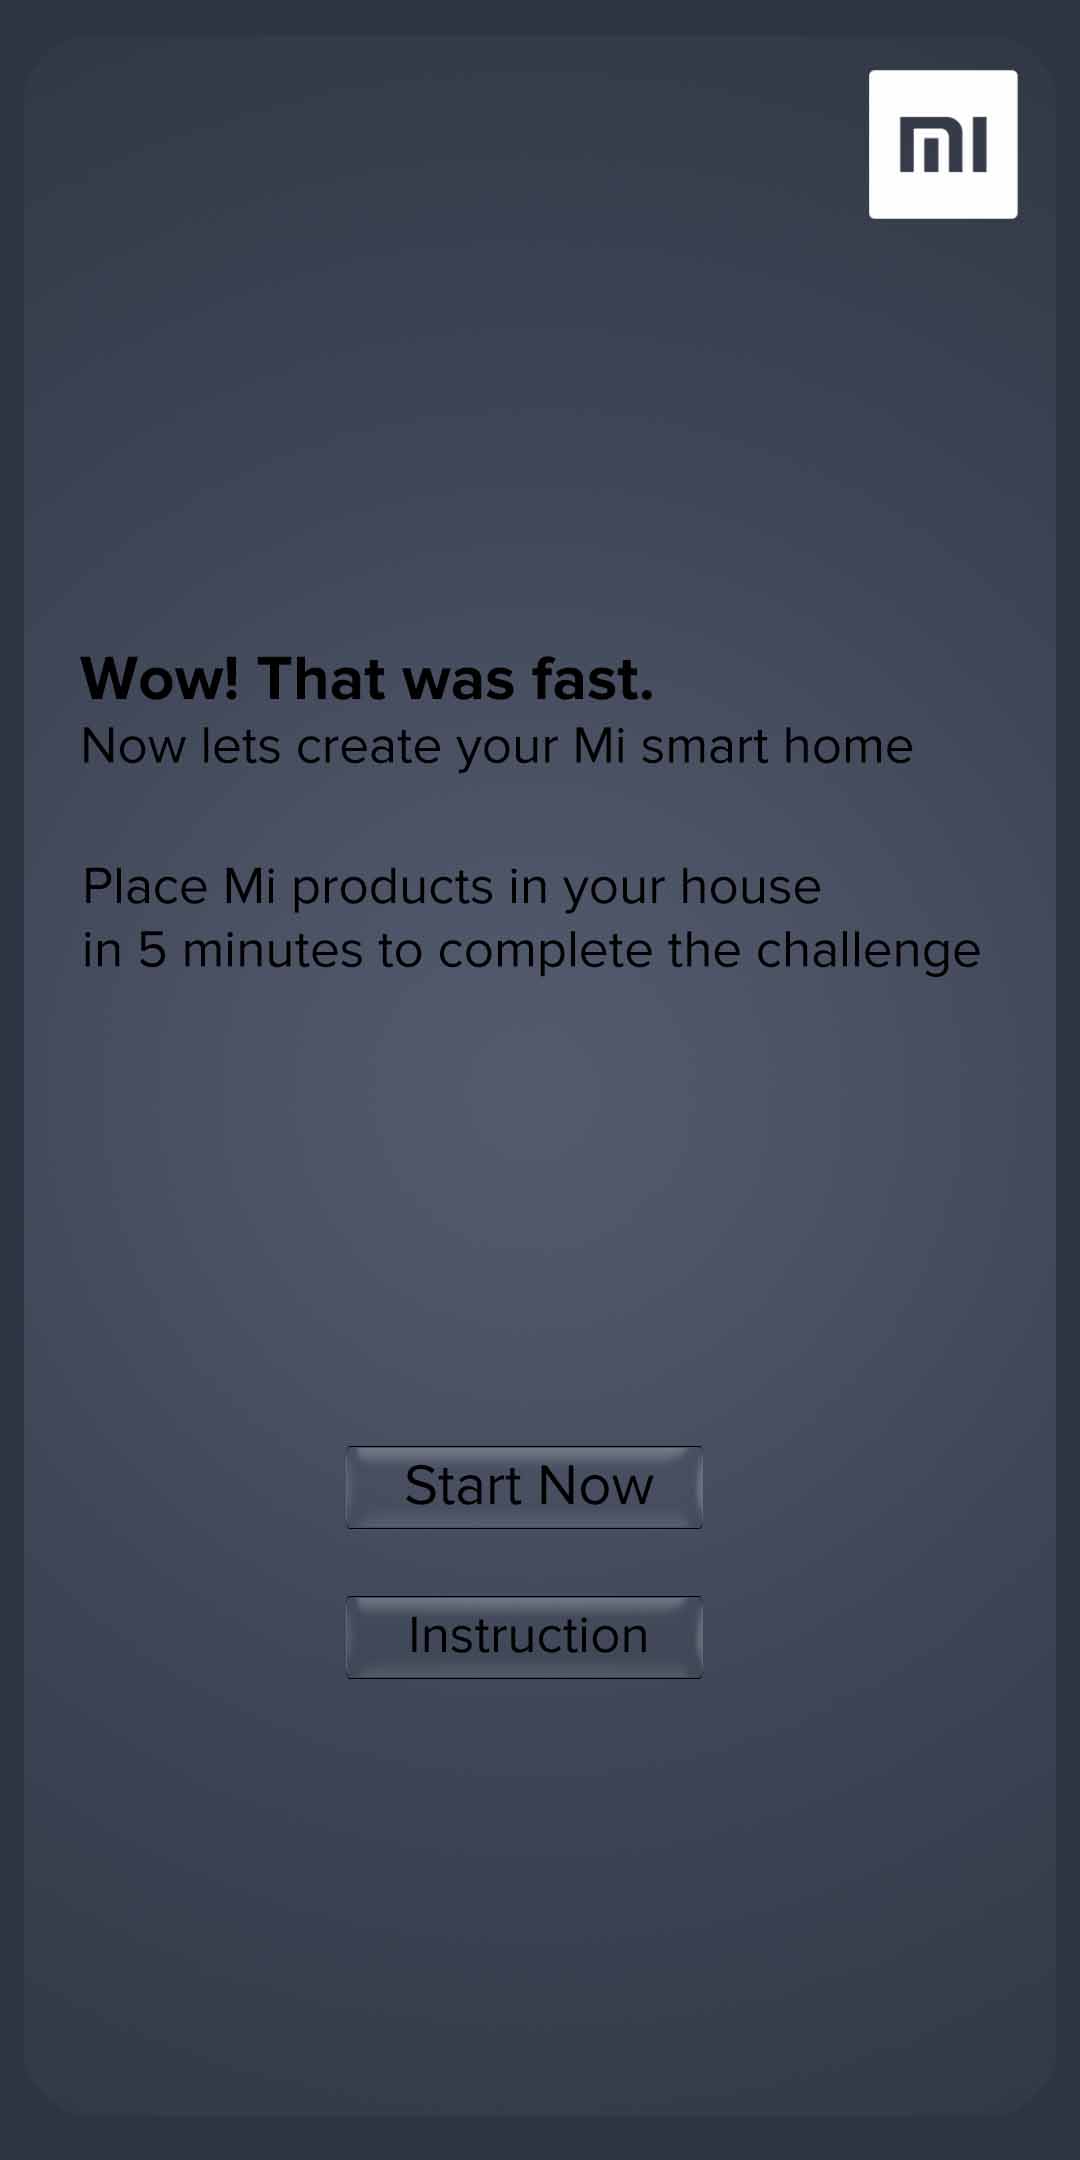 mI
Wow! That was fast.
Now lets create your Mi smart home
Place Mi products in your house
in 5 minutes to complete the challenge
Start Now
Instruction